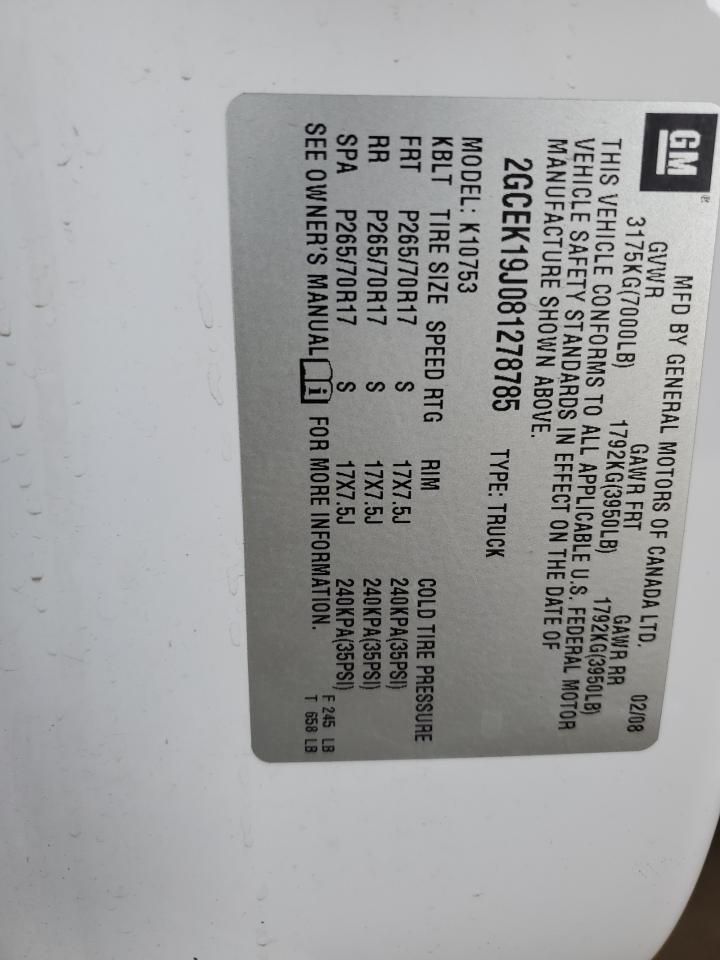 GM
®
MFD BY GENERAL MOTORS OF CANADA LTD.
02/08
GVWR GAWR FRT GAWR RR
3175KG(7000LB) 1792KG(3950LB) 1792KG(3950LB)
THIS VEHICLE CONFORMS TO ALL APPLICABLE U.S. FEDERAL MOTOR
VEHICLE SAFETY STANDARDS IN EFFECT ON THE DATE OF
MANUFACTURE SHOWN ABOVE.
2GCEK19J081278785 TYPE: TRUCK
MODEL: K10753
KBLT TIRE SIZE SPEED RTG RIM COLD TIRE PRESSURE
FRT P265/70R17 S 17X7.5J 240KPA(35PSI)
RR P265/70R17 S 17X7.5J 240KPA(35PSI)
SPA P265/70R17 S 17X7.5J 240KPA(35PSI)
SEE OWNER'S MANUAL i FOR MORE INFORMATION.
F 245 LB
T 658 LB